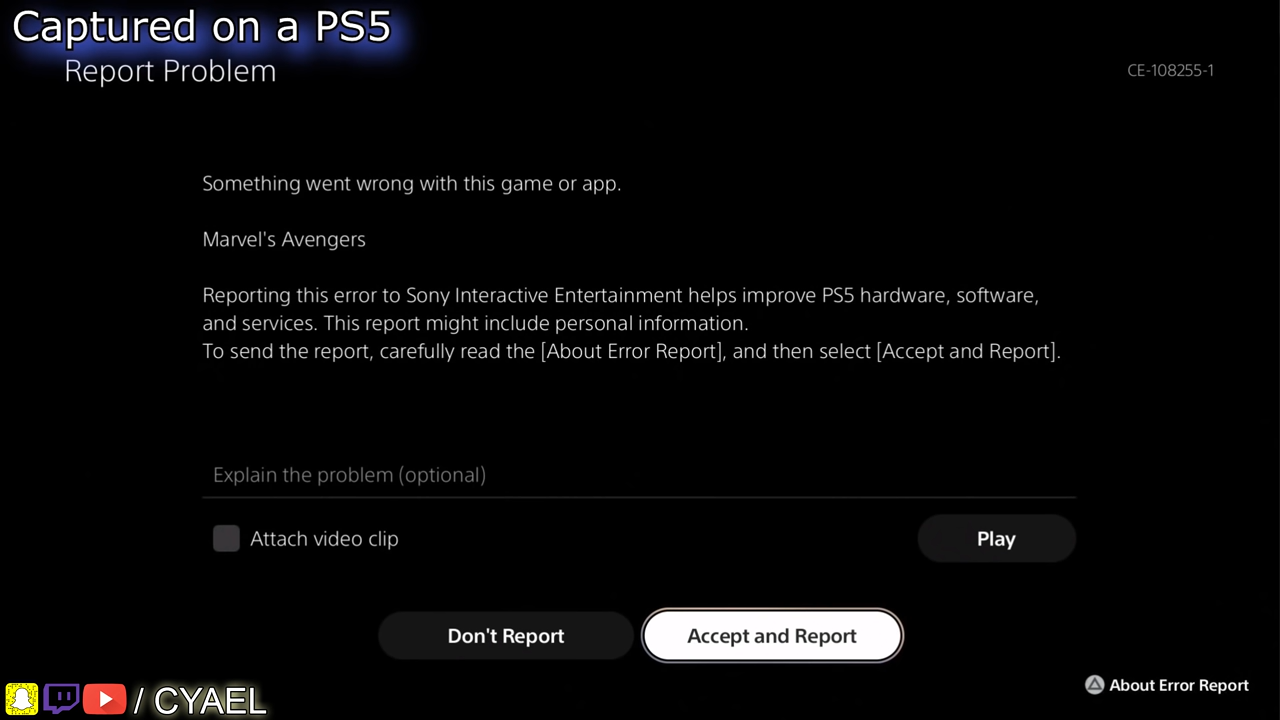 Captured on a PS5
Report Problem
CE-108255-1
Something went wrong with this game or app.
Marvel's Avengers
Reporting this error to Sony Interactive Entertainment helps improve PS5 hardware, software,
and services. This report might include personal information.
To send the report, carefully read the [About Error Report], and then select [Accept and Report].
Explain the problem (optional)
Attach video clip
Play
Don't Report
Accept and Report
About Error Report
/ CYAEL